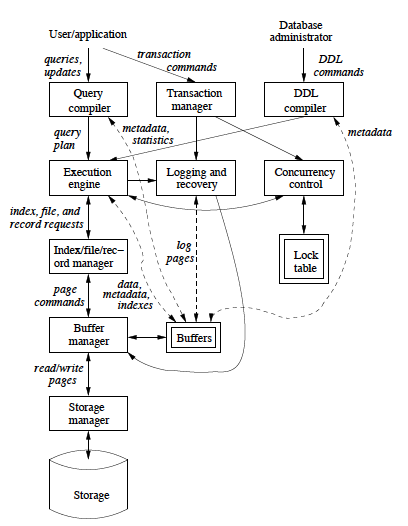 User/application
Database
administrator
transaction
commands
queries,
updates
DDL
commands
Query
compiler
Transaction
manager
DDL
compiler
query
plan
metadata,
statistics
metadata
Execution
engine
Logging and
recovery
Concurrency
control
index, file, and
record requests
log
pages
Index/file/rec-
ord manager
Lock
table
page
commands
data,
metadata,
indexes
Buffer
manager
Buffers
read/write
pages
Storage
manager
Storage